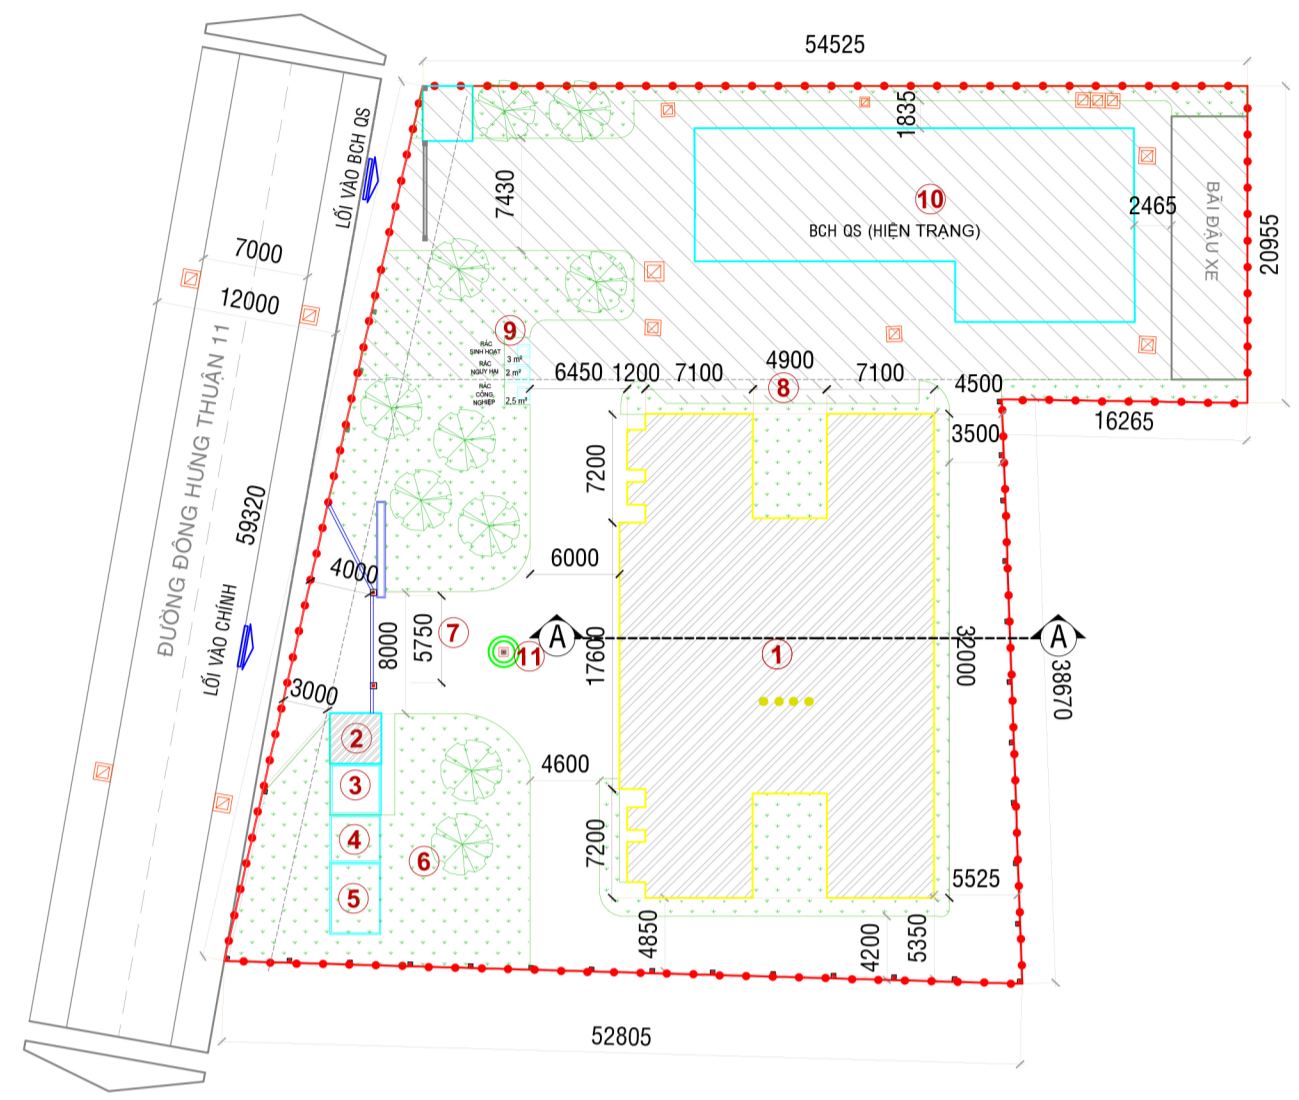 54525
LỐI VÀO BCH QS
1835
7430
10
BCH QS (HIỆN TRẠNG)
2465
BÃI ĐẬU XE
20955
7000
12000
ĐƯỜNG ĐÔNG HƯNG THUẬN 11
9
RÁC
SINH HOẠT
3 m²
RÁC
NGUY HẠI
2 m²
RÁC
CÔNG.
NGHIỆP
2,5 m²
6450
1200
7100
4900
8
7100
4500
16265
3500
7200
59320
4000
6000
LỐI VÀO CHÍNH
8000
5750
7
11
A
17600
1
32000
A
38670
3000
2
3
4
5
6
4600
7200
5525
4850
4200
5350
52805